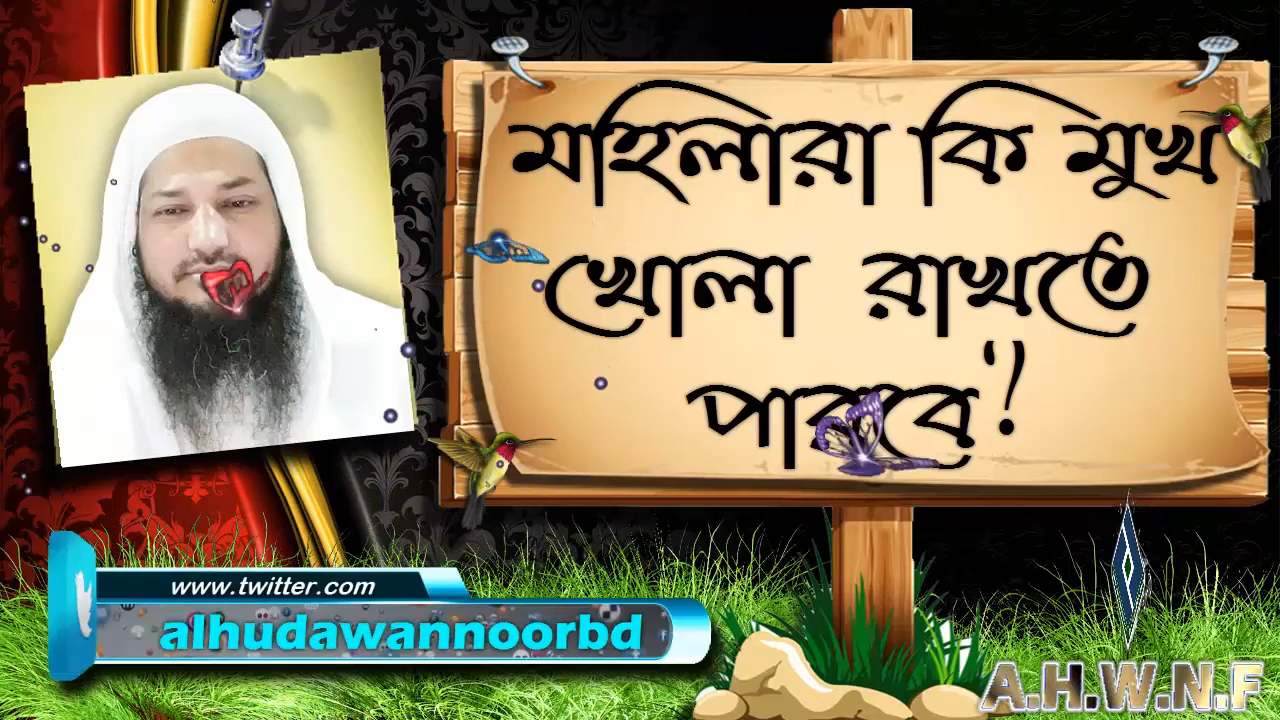 মহিলারা কি মুখ
খোলা রাখতে
পারবে?
www.twitter.com
alhudawannoorbd
A.H.W.N.F